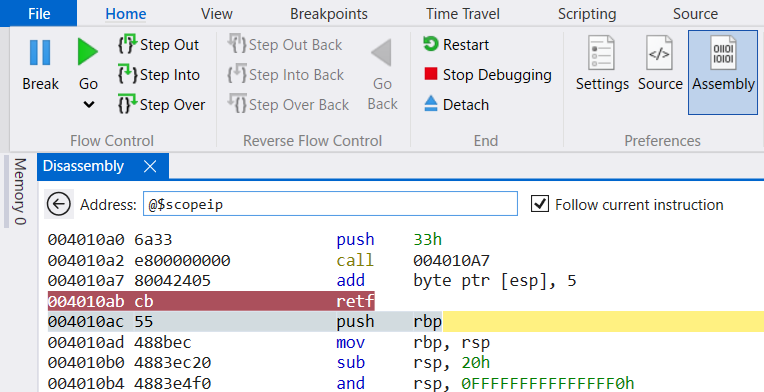 File Home View Breakpoints Time Travel Scripting Source
Break
Go
Step Out
Step Into
Step Over
Flow Control
Step Out Back
Step Into Back
Step Over Back
Go
Back
Reverse Flow Control
Restart
Stop Debugging
Detach
End
Settings
Source
Assembly
Preferences
Memory 0
Disassembly
Address: @$scopeip Follow current instruction
004010a0 6a33 push 33h
004010a2 e800000000 call 004010A7
004010a7 80042405 add byte ptr [esp], 5
004010ab cb retf
004010ac 55 push rbp
004010ad 488bec mov rbp, rsp
004010b0 4883ec20 sub rsp, 20h
004010b4 4883e4f0 and rsp, 0FFFFFFFFFFFFFFF0h